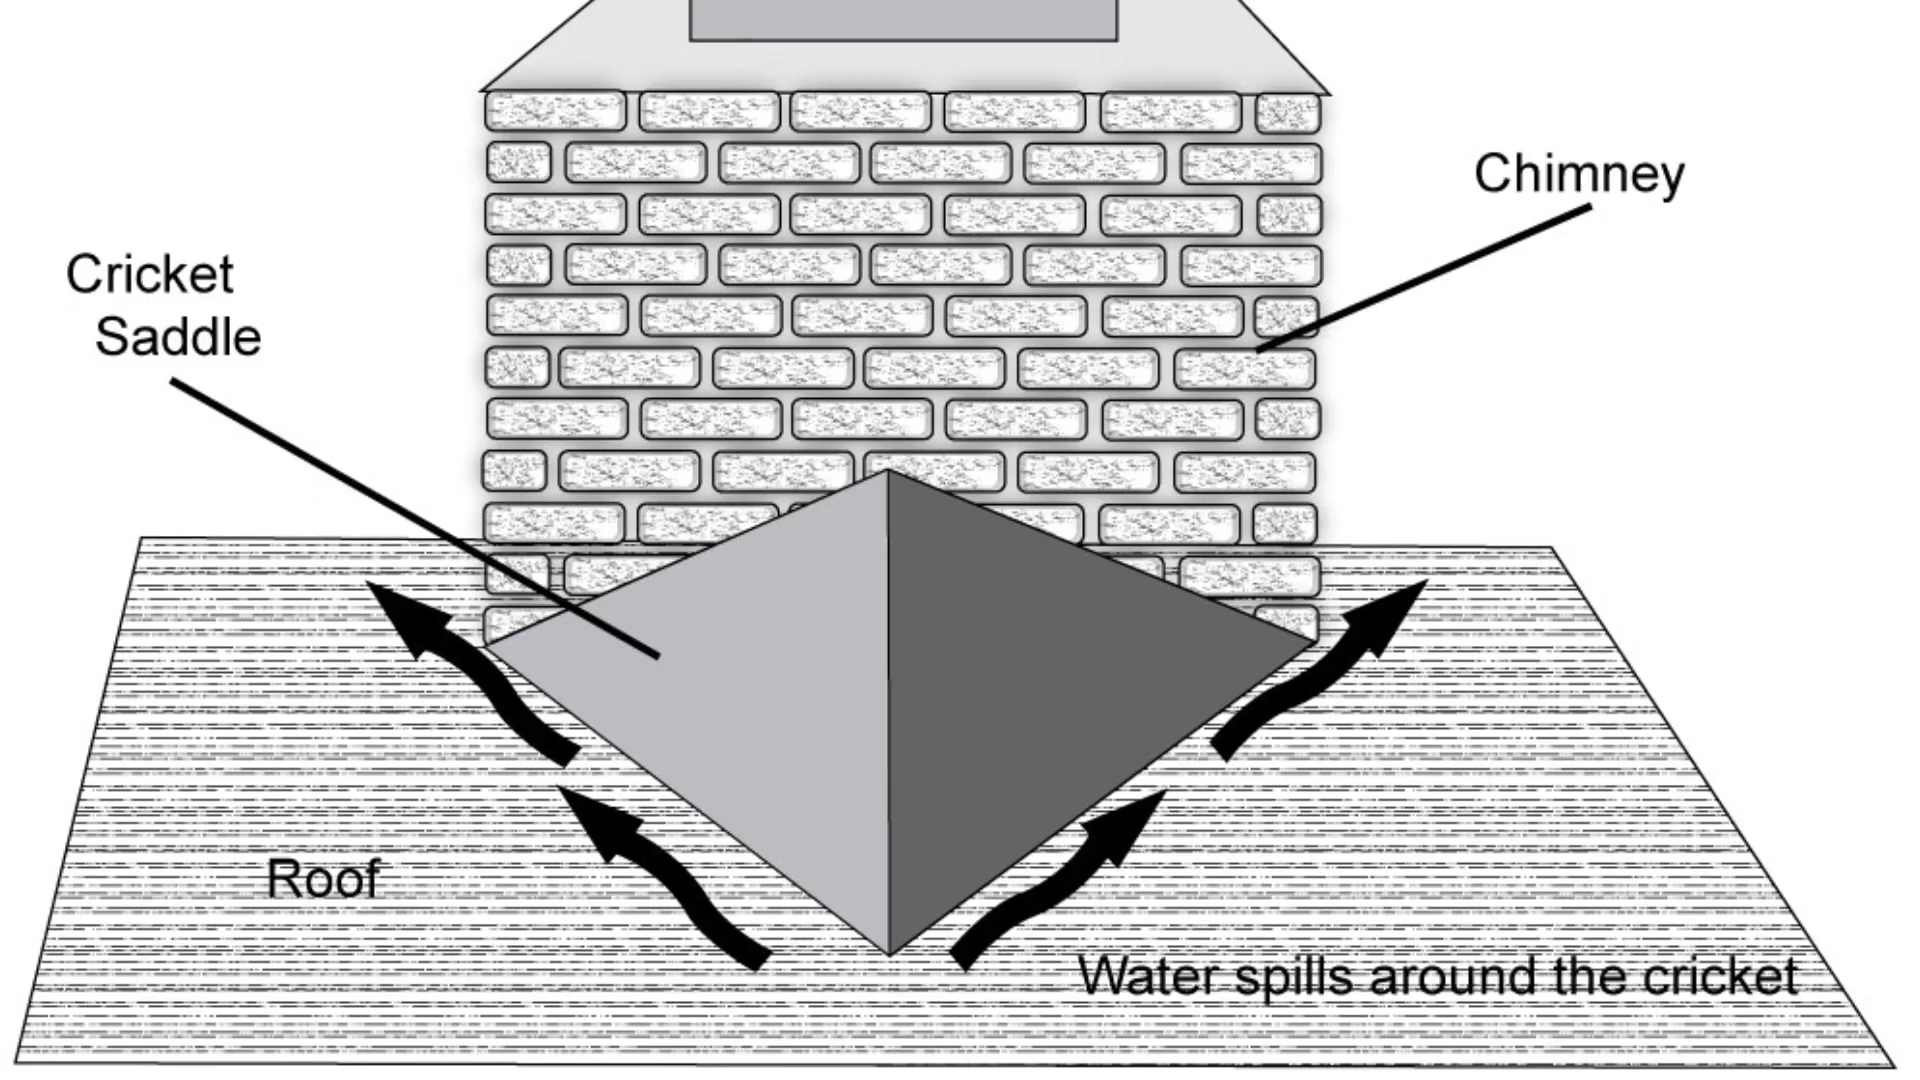 Chimney
Cricket
Saddle
Roof
Water spills around the cricket